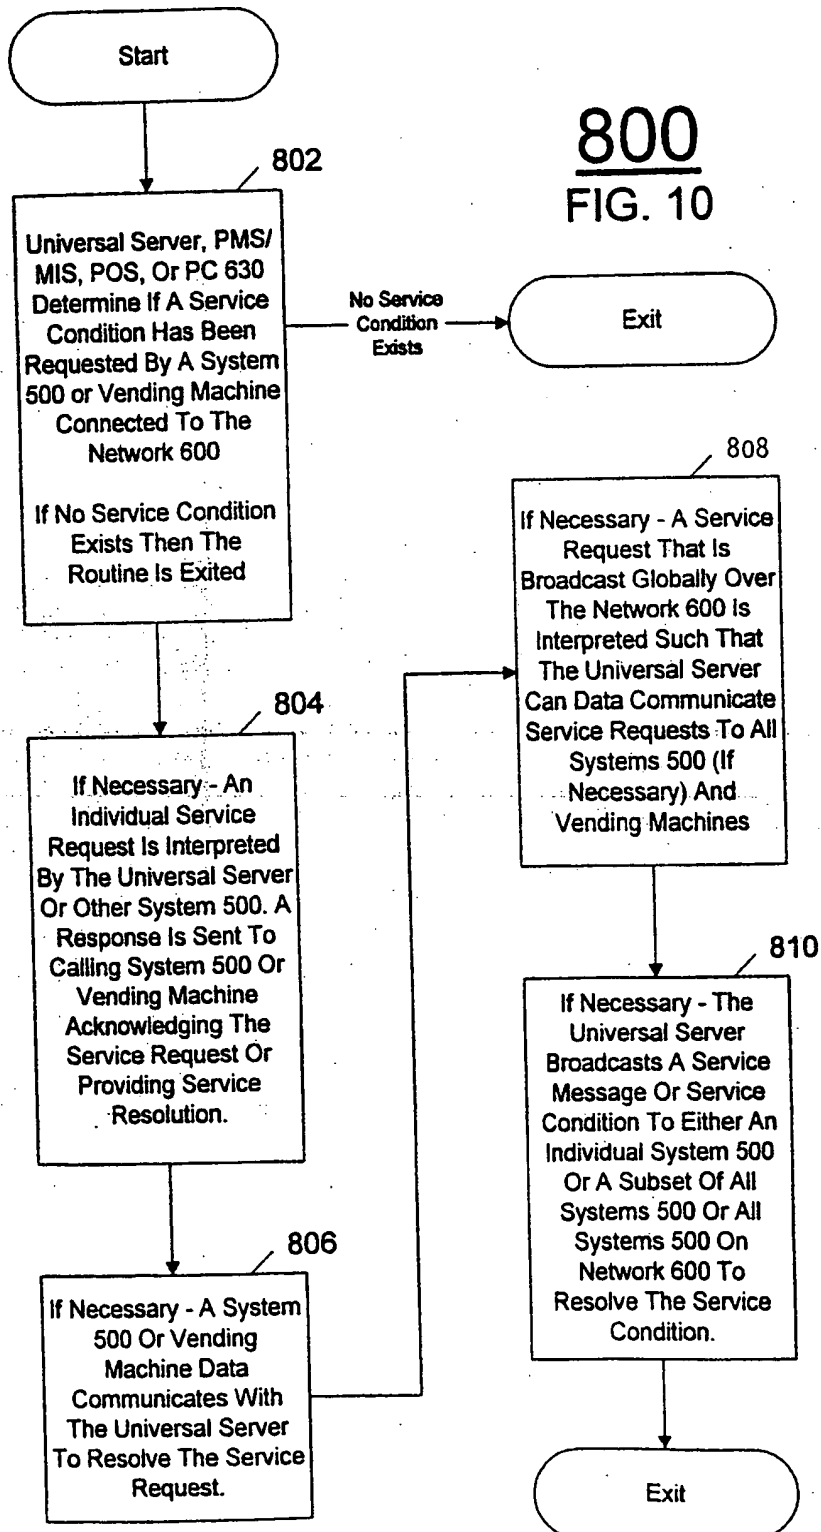 Start
800
FIG. 10
802
Universal Server, PMS/
MIS, POS, Or PC 630
Determine If A Service
Condition Has Been
Requested By A System
500 or Vending Machine
Connected To The
Network 600
If No Service Condition
Exists Then The
Routine Is Exited
No Service
Condition
Exists
Exit
804
If Necessary - An
Individual Service
Request Is Interpreted
By The Universal Server
Or Other System 500. A
Response Is Sent To
Calling System 500 Or
Vending Machine
Acknowledging The
Service Request Or
Providing Service
Resolution.
806
If Necessary - A System
500 Or Vending
Machine Data
Communicates With
The Universal Server
To Resolve The Service
Request.
808
If Necessary - A Service
Request That Is
Broadcast Globally Over
The Network 600 Is
Interpreted Such That
The Universal Server
Can Data Communicate
Service Requests To All
Systems 500 (If
Necessary) And
Vending Machines
810
If Necessary - The
Universal Server
Broadcasts A Service
Message Or Service
Condition To Either An
Individual System 500
Or A Subset Of All
Systems 500 Or All
Systems 500 On
Network 600 To
Resolve The Service
Condition.
Exit